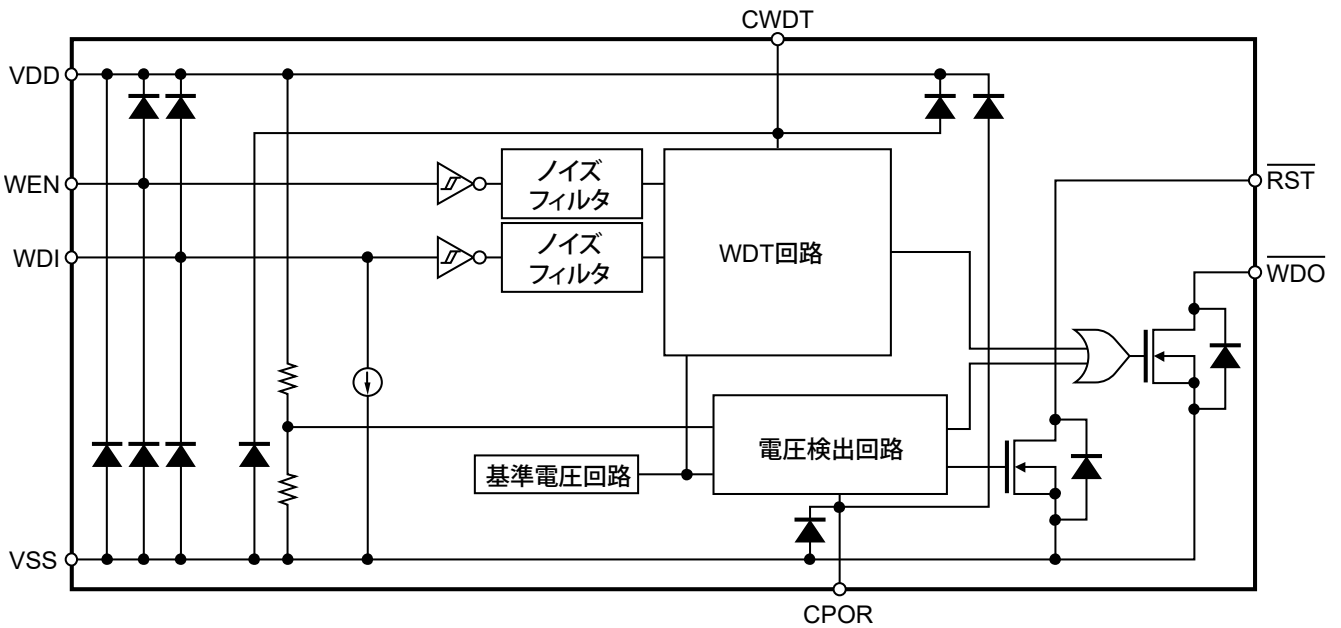 CWDT
VDD
WEN
ノイズ
フィルタ
WDI
ノイズ
フィルタ
WDT回路
RST
WDO
電圧検出回路
基準電圧回路
VSS
CPOR